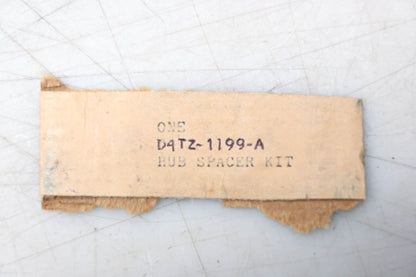 ONE
D4TZ-1199-A
HUB SPACER KIT